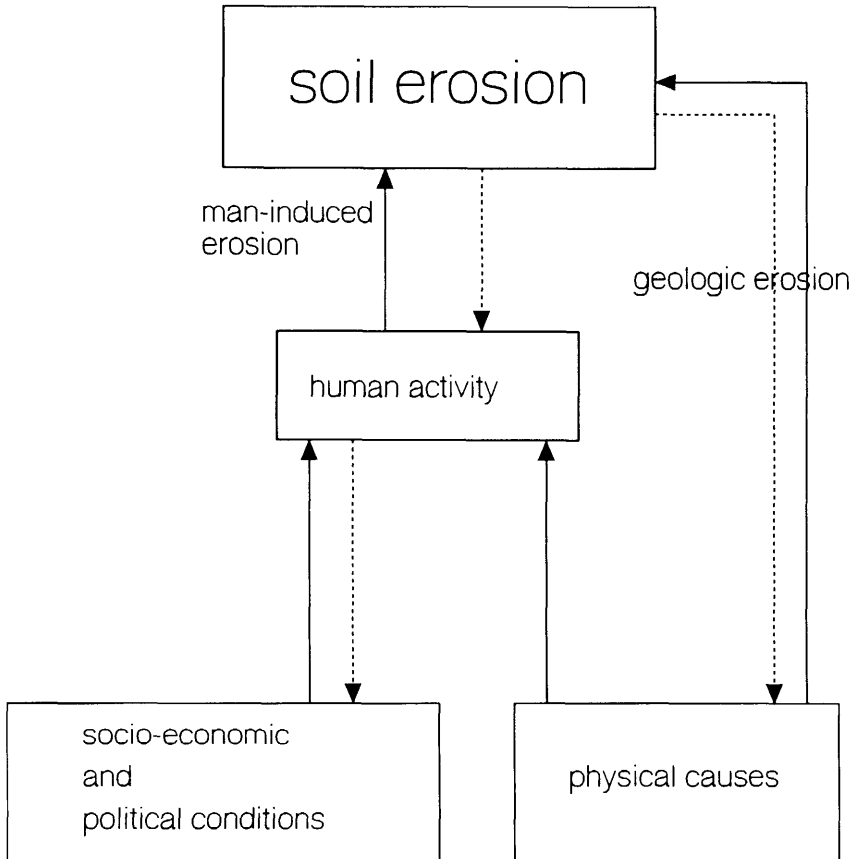 soil erosion
man-induced
erosion
geologic erosion
human activity
socio-economic
and
political conditions
physical causes